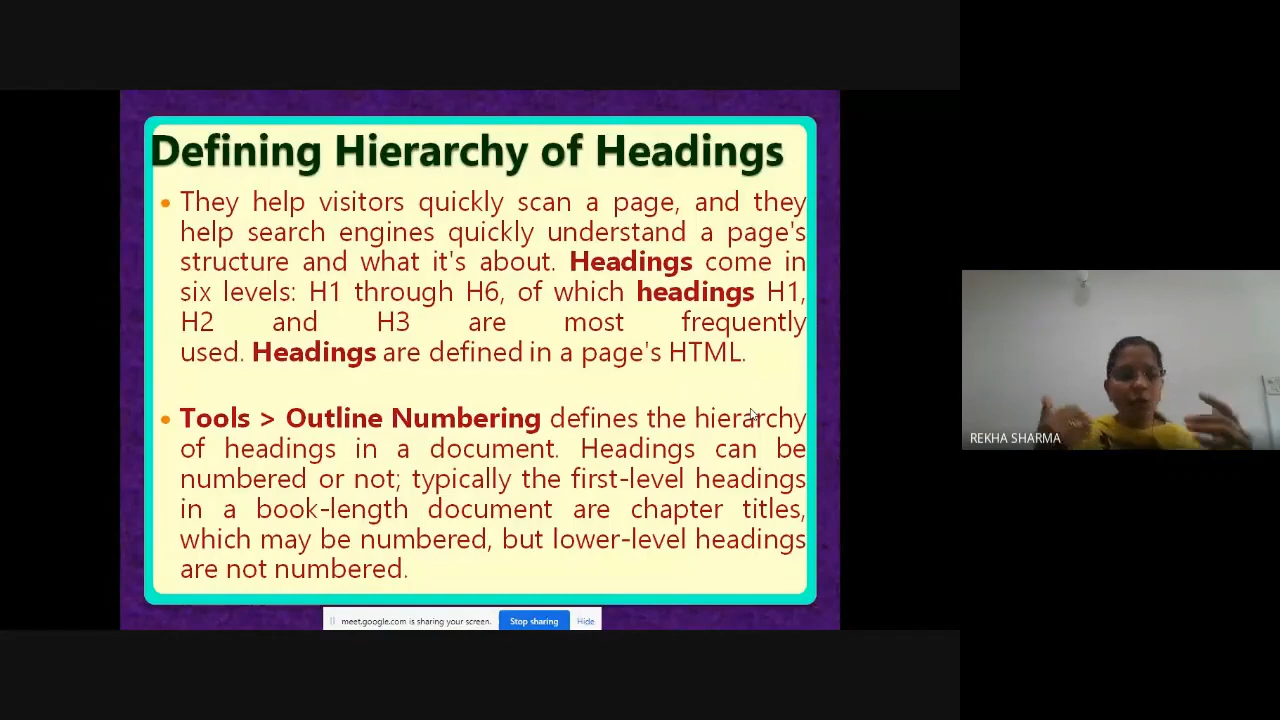 Defining Hierarchy of Headings
They help visitors quickly scan a page, and they
help search engines quickly understand a page's
structure and what it's about. Headings come in
six levels: H1 through H6, of which headings H1,
H2 and H3 are most frequently
used. Headings are defined in a page's HTML.
Tools > Outline Numbering defines the hierarchy
of headings in a document. Headings can be
numbered or not; typically the first-level headings
in a book-length document are chapter titles,
which may be numbered, but lower-level headings
are not numbered.
meet.google.com is sharing your screen. Stop sharing Hide
REKHA SHARMA